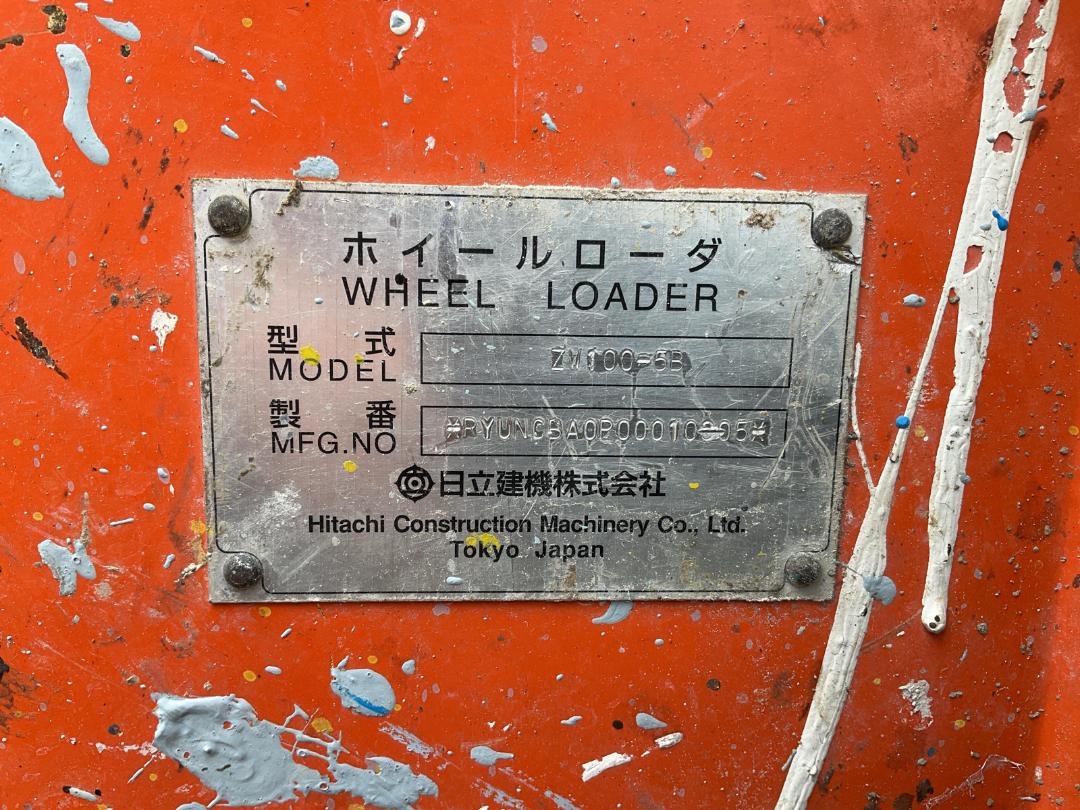 ホイールローダ
WHEEL LOADER
型式
MODEL ZW100-5B
製番
MFG.NO
日立建機株式会社
Hitachi Construction Machinery Co., Ltd.
Tokyo Japan